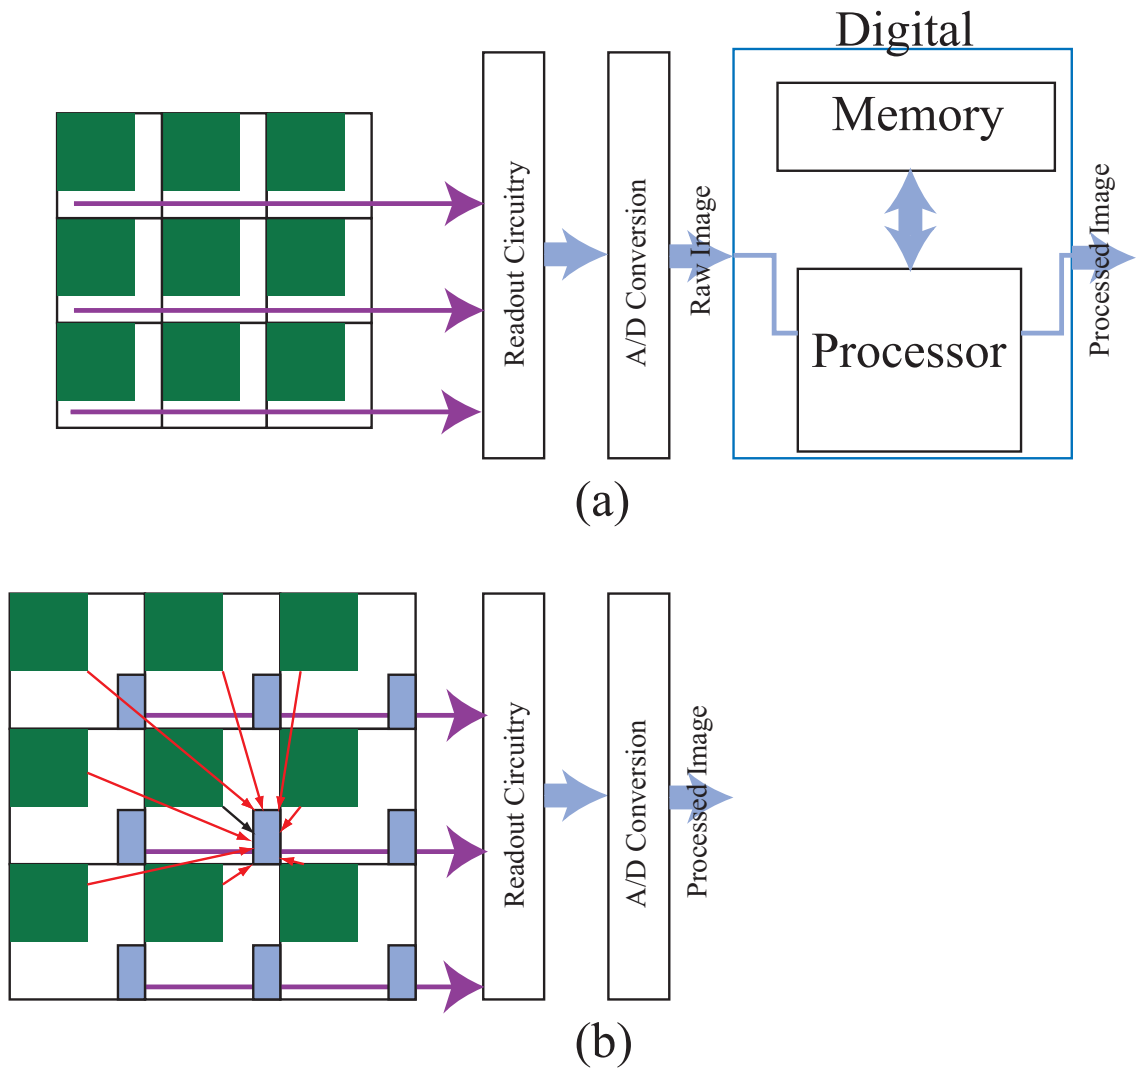 Digital
Memory
Processor
Readout Circuitry
A/D Conversion
Raw Image
Processed Image
(a)
Readout Circuitry
A/D Conversion
Processed Image
(b)